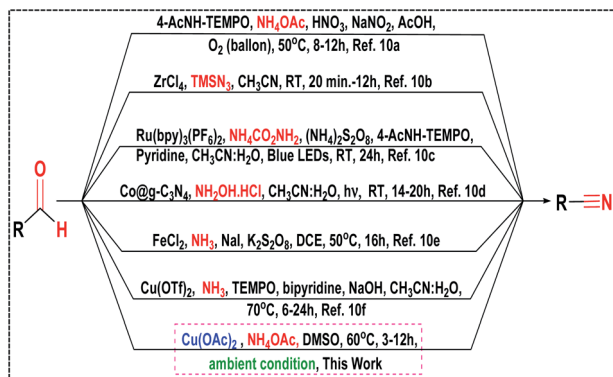 4-AcNH-TEMPO, NH₄OAc, HNO₃, NaNO₂, AcOH,
O₂ (ballon), 50°C, 8-12h, Ref. 10a
ZrCl₄, TMSN₃, CH₃CN, RT, 20 min.-12h, Ref. 10b
Ru(bpy)₃(PF₆)₂, NH₄CO₂NH₂, (NH₄)₂S₂O₈, 4-AcNH-TEMPO,
Pyridine, CH₃CN:H₂O, Blue LEDs, RT, 24h, Ref. 10c
O
R H
Co@g-C₃N₄, NH₂OH.HCl, CH₃CN:H₂O, hν, RT, 14-20h, Ref. 10d
R N
FeCl₂, NH₃, NaI, K₂S₂O₈, DCE, 50°C, 16h, Ref. 10e
Cu(OTf)₂, NH₃, TEMPO, bipyridine, NaOH, CH₃CN:H₂O,
70°C, 6-24h, Ref. 10f
Cu(OAc)₂ , NH₄OAc, DMSO, 60°C, 3-12h,
ambient condition, This Work